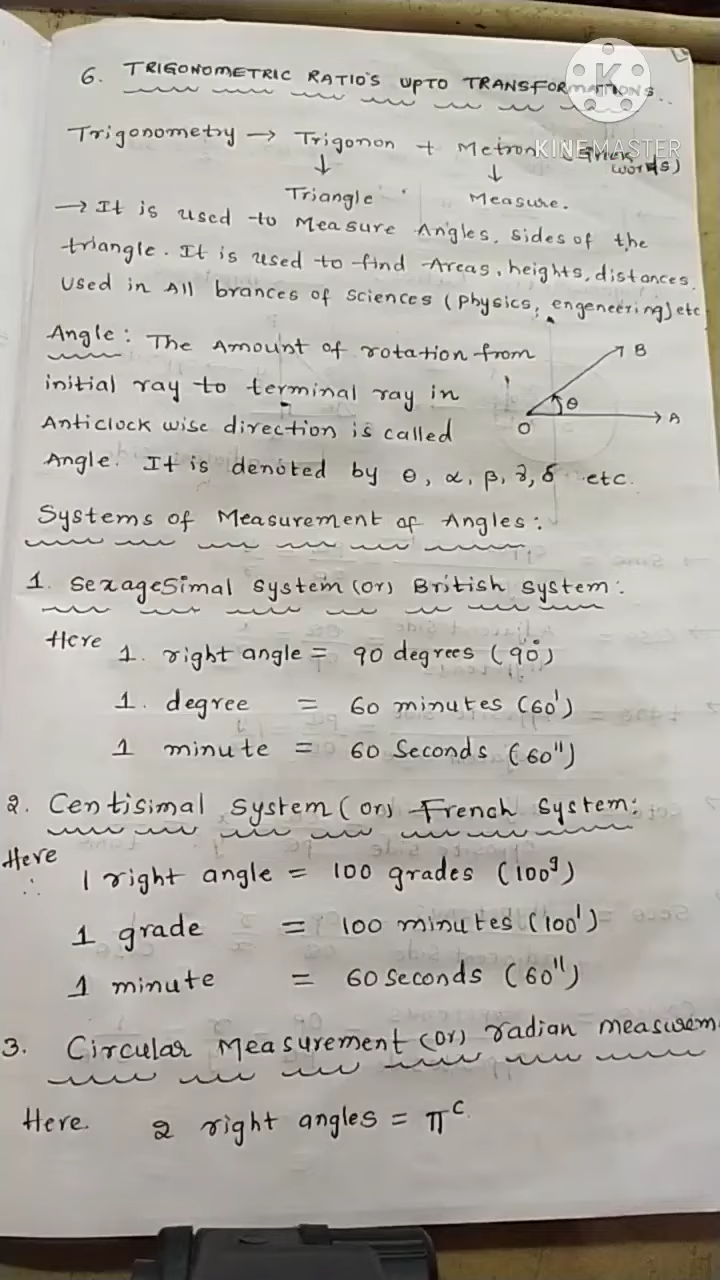 6. TRIGONOMETRIC RATIO'S UPTO TRANSFORMATIONS.
K
KINEMASTER
Trigonometry → Trigonon + Metron (Greek words)
↓ ↓
Triangle Measure.
→ It is used to Measure Angles, sides of the
triangle. It is used to find Areas, heights, distances.
Used in All brances of sciences (physics, engeneering) etc
Angle: The Amount of rotation from
initial ray to terminal ray in
Anticlock wise direction is called
Angle. It is denoted by θ, α, β, γ, δ etc.
B
θ
O A
Systems of Measurement of Angles:
1. Sexagesimal system (or) British system:
Here 1. right angle = 90 degrees (90°)
1. degree = 60 minutes (60')
1 minute = 60 Seconds (60")
2. Centisimal system (or) French system:
Here
∴ 1 right angle = 100 grades (100ᵍ)
1 grade = 100 minutes (100')
1 minute = 60 seconds (60")
3. Circular Measurement (or) radian measurem
Here. 2 right angles = πᶜ